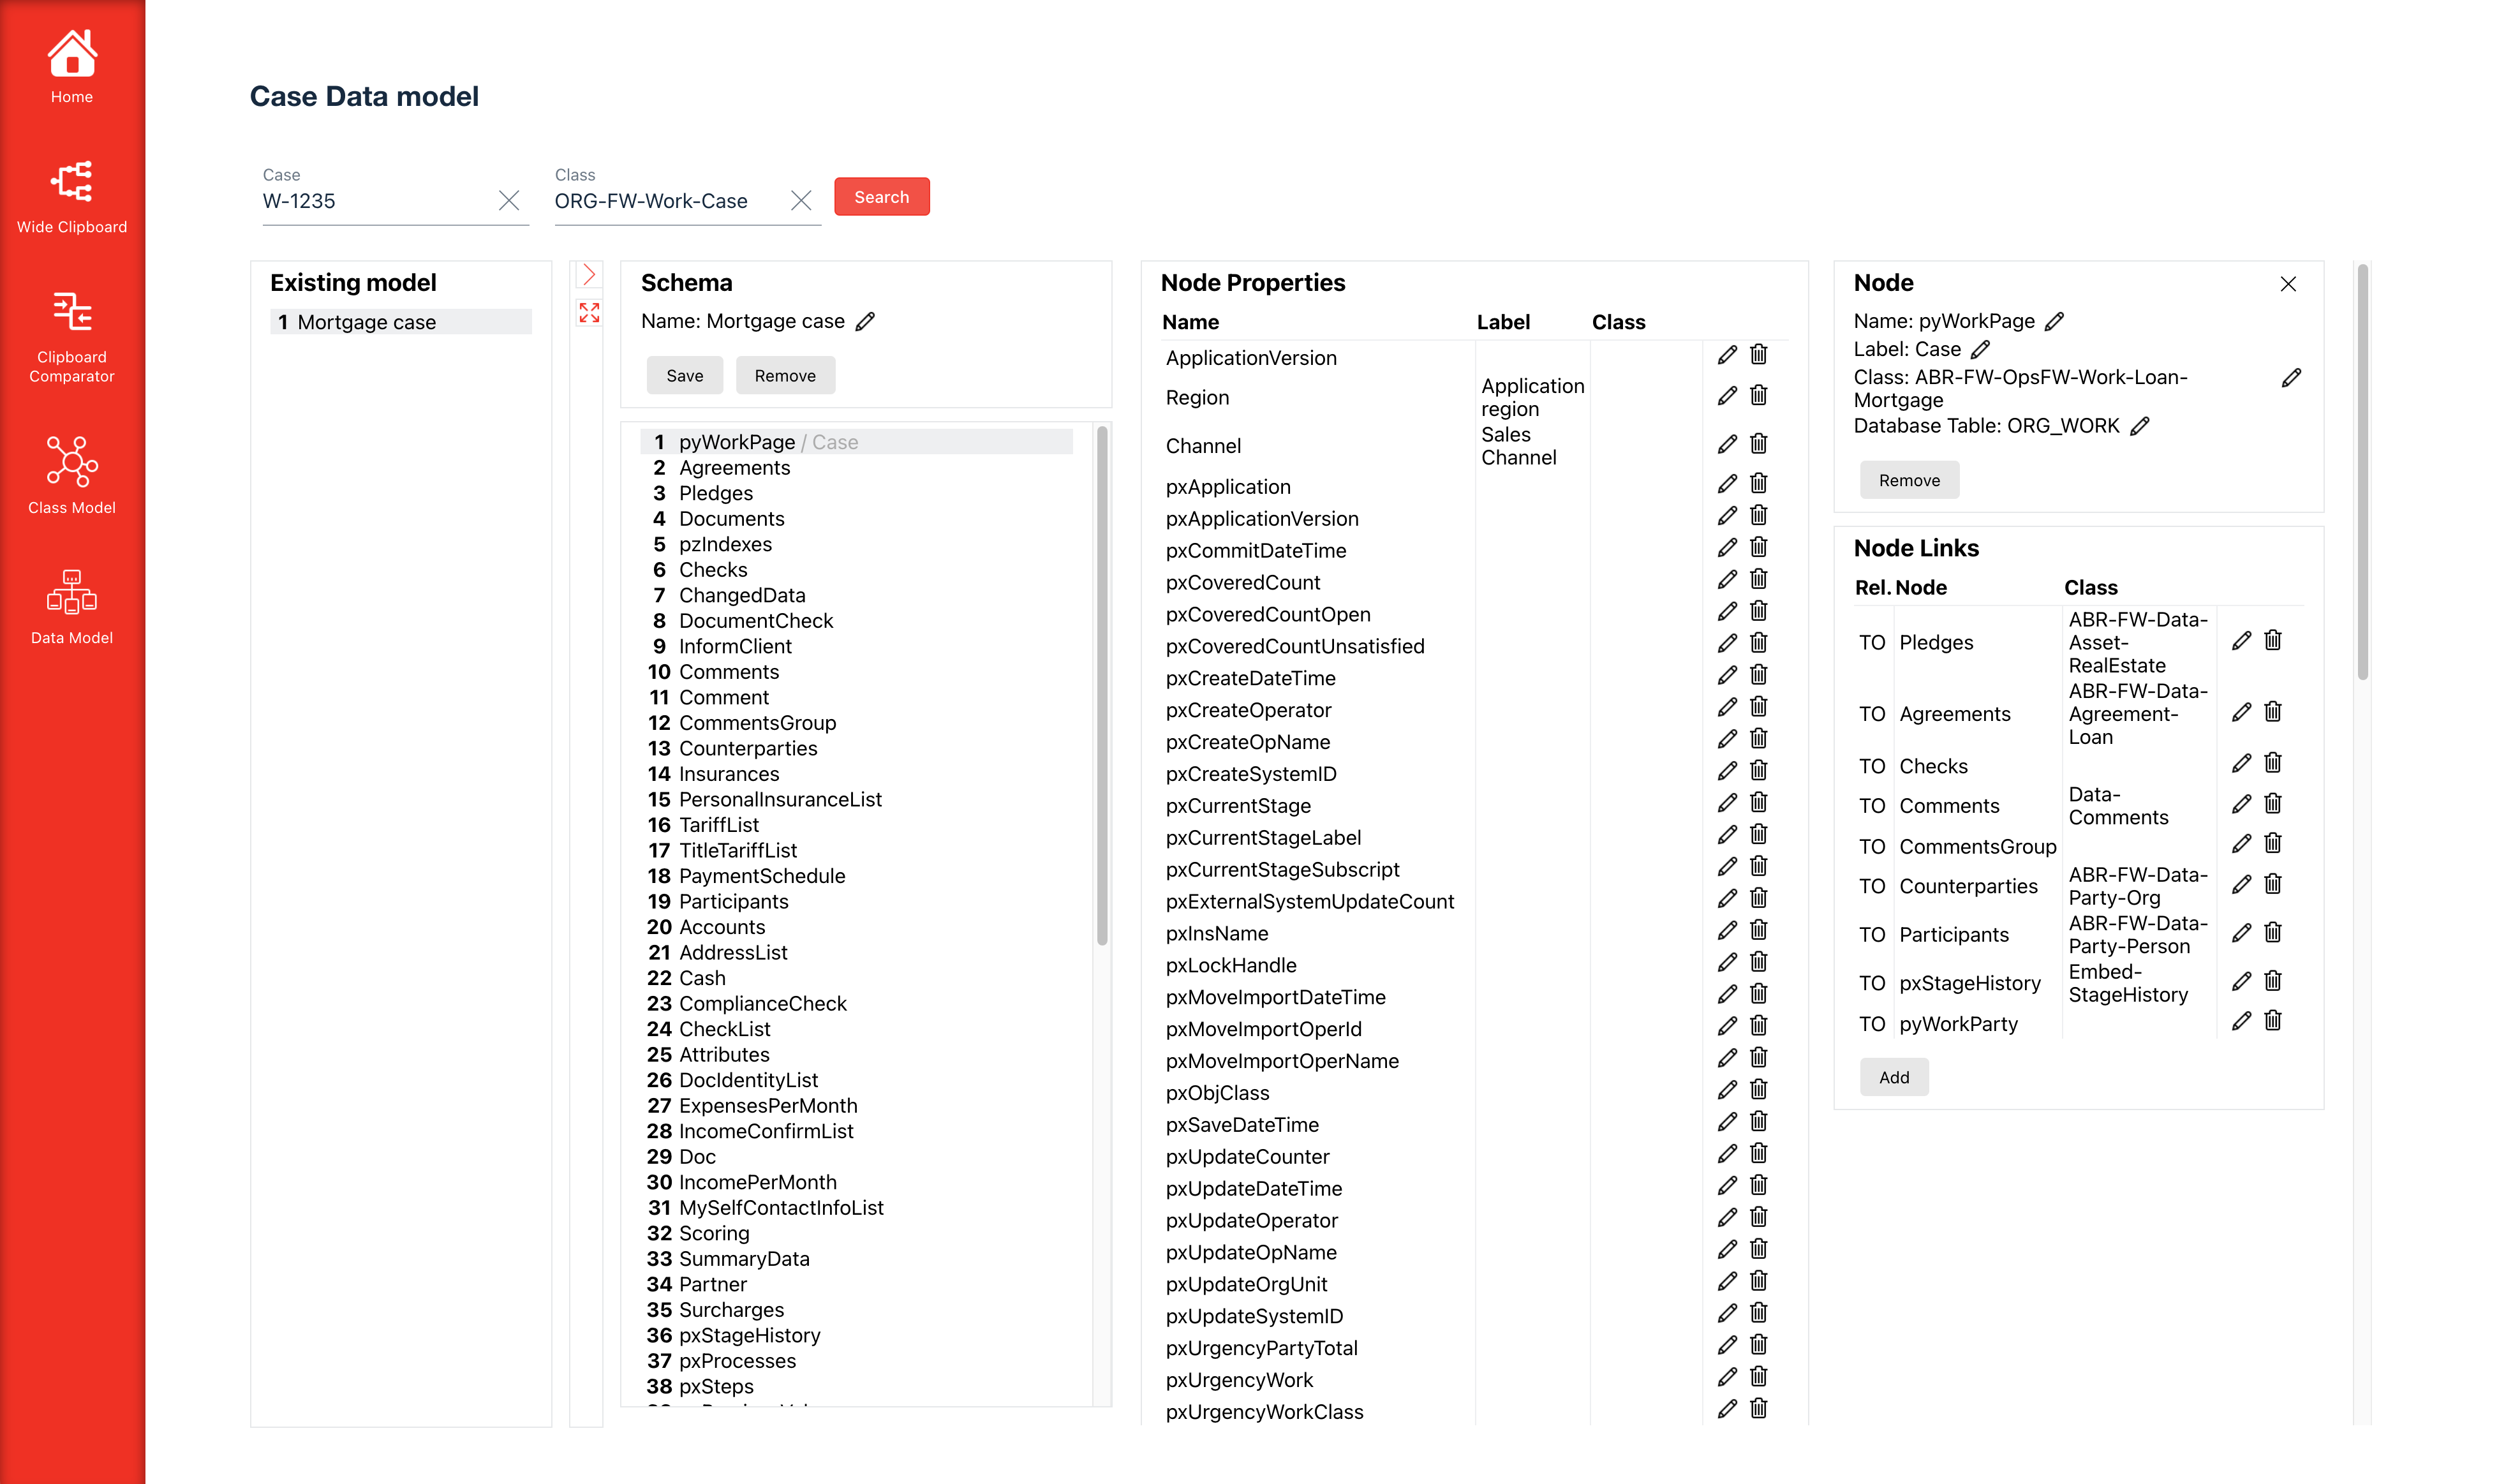 Home
Wide Clipboard
Clipboard
Comparator
Class Model
Data Model
Case Data model
Case
W-1235
Class
ORG-FW-Work-Case
Search
Existing model
1 Mortgage case
Schema
Name: Mortgage case
Save
Remove
1 pyWorkPage / Case
2 Agreements
3 Pledges
4 Documents
5 pzIndexes
6 Checks
7 ChangedData
8 DocumentCheck
9 InformClient
10 Comments
11 Comment
12 CommentsGroup
13 Counterparties
14 Insurances
15 PersonalInsuranceList
16 TariffList
17 TitleTariffList
18 PaymentSchedule
19 Participants
20 Accounts
21 AddressList
22 Cash
23 ComplianceCheck
24 CheckList
25 Attributes
26 DocIdentityList
27 ExpensesPerMonth
28 IncomeConfirmList
29 Doc
30 IncomePerMonth
31 MySelfContactInfoList
32 Scoring
33 SummaryData
34 Partner
35 Surcharges
36 pxStageHistory
37 pxProcesses
38 pxSteps
Node Properties
Name Label Class
ApplicationVersion
Region Application region
Channel Sales Channel
pxApplication
pxApplicationVersion
pxCommitDateTime
pxCoveredCount
pxCoveredCountOpen
pxCoveredCountUnsatisfied
pxCreateDateTime
pxCreateOperator
pxCreateOpName
pxCreateSystemID
pxCurrentStage
pxCurrentStageLabel
pxCurrentStageSubscript
pxExternalSystemUpdateCount
pxInsName
pxLockHandle
pxMoveImportDateTime
pxMoveImportOperId
pxMoveImportOperName
pxObjClass
pxSaveDateTime
pxUpdateCounter
pxUpdateDateTime
pxUpdateOperator
pxUpdateOpName
pxUpdateOrgUnit
pxUpdateSystemID
pxUrgencyPartyTotal
pxUrgencyWork
pxUrgencyWorkClass
Node
Name: pyWorkPage
Label: Case
Class: ABR-FW-OpsFW-Work-Loan-
Mortgage
Database Table: ORG_WORK
Remove
Node Links
Rel. Node Class
TO Pledges ABR-FW-Data-Asset-RealEstate
TO Agreements ABR-FW-Data-Agreement-Loan
TO Checks
TO Comments Data-Comments
TO CommentsGroup
TO Counterparties ABR-FW-Data-Party-Org
TO Participants ABR-FW-Data-Party-Person
TO pxStageHistory Embed-StageHistory
TO pyWorkParty
Add